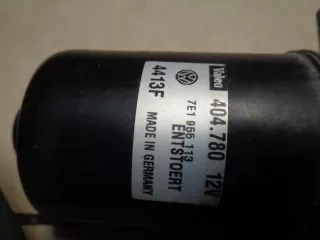 Valeo 404.780 12V
7E1 955 113
ENTSTOERT
4413F MADE IN GERMANY